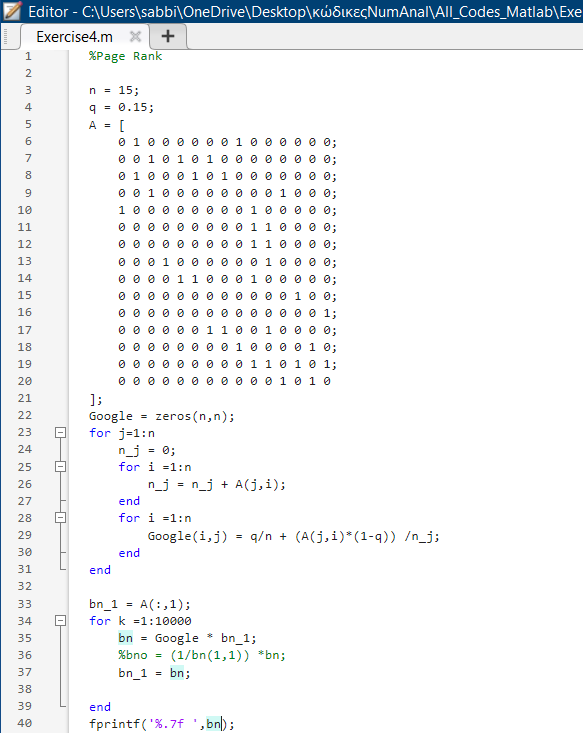 Editor - C:\Users\sabbi\OneDrive\Desktop\κώδικεςNumAnal\All_Codes_Matlab\Exe
Exercise4.m
1 %Page Rank
2
3 n = 15;
4 q = 0.15;
5 A = [
6 0 1 0 0 0 0 0 0 1 0 0 0 0 0 0;
7 0 0 1 0 1 0 1 0 0 0 0 0 0 0 0;
8 0 1 0 0 0 1 0 1 0 0 0 0 0 0 0;
9 0 0 1 0 0 0 0 0 0 0 0 1 0 0 0;
10 1 0 0 0 0 0 0 0 0 1 0 0 0 0 0;
11 0 0 0 0 0 0 0 0 0 1 1 0 0 0 0;
12 0 0 0 0 0 0 0 0 0 1 1 0 0 0 0;
13 0 0 0 1 0 0 0 0 0 0 1 0 0 0 0;
14 0 0 0 0 1 1 0 0 0 1 0 0 0 0 0;
15 0 0 0 0 0 0 0 0 0 0 0 0 1 0 0;
16 0 0 0 0 0 0 0 0 0 0 0 0 0 0 1;
17 0 0 0 0 0 0 1 1 0 0 1 0 0 0 0;
18 0 0 0 0 0 0 0 0 1 0 0 0 0 1 0;
19 0 0 0 0 0 0 0 0 0 1 1 0 1 0 1;
20 0 0 0 0 0 0 0 0 0 0 0 1 0 1 0
21 ];
22 Google = zeros(n,n);
23 for j=1:n
24 n_j = 0;
25 for i =1:n
26 n_j = n_j + A(j,i);
27 end
28 for i =1:n
29 Google(i,j) = q/n + (A(j,i)*(1-q)) /n_j;
30 end
31 end
32
33 bn_1 = A(:,1);
34 for k =1:10000
35 bn = Google * bn_1;
36 %bno = (1/bn(1,1)) *bn;
37 bn_1 = bn;
38
39 end
40 fprintf('%.7f ',bn);